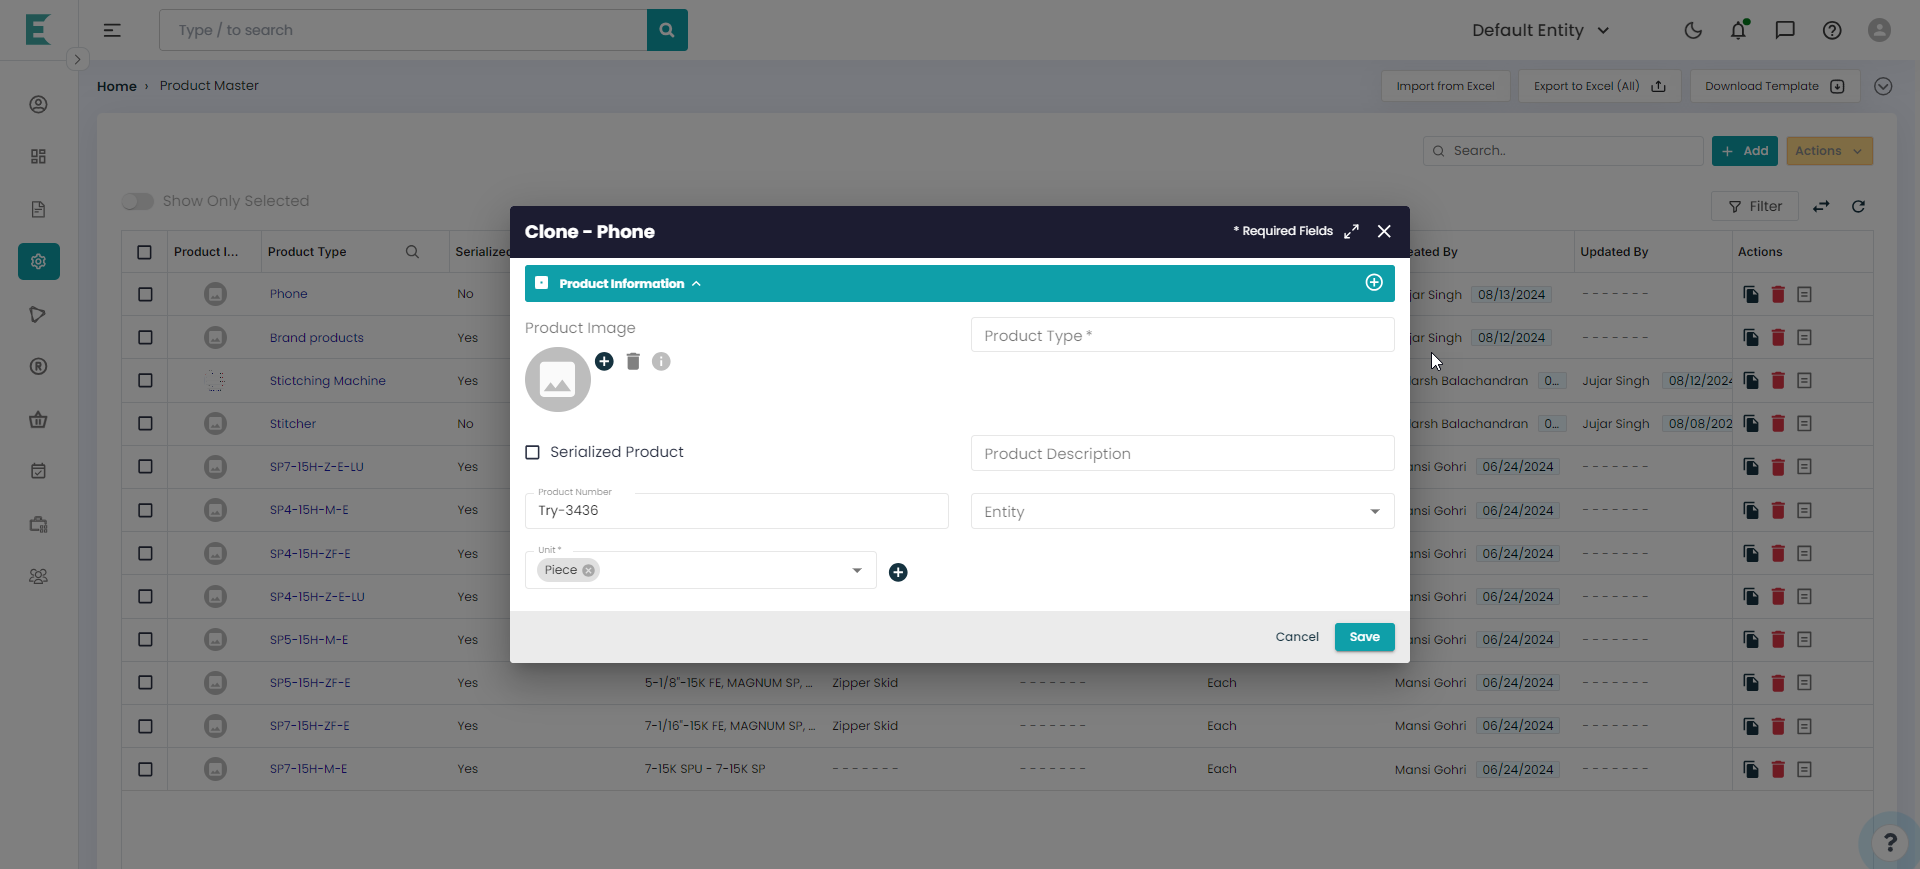 Type / to search
Default Entity
Home › Product Master
Import from Excel
Export to Excel (All)
Download Template
Search..
+ Add
Actions
Show Only Selected
Filter
Product I...
Product Type
Serialized
Created By
Updated By
Actions
Clone - Phone
* Required Fields
Product Information
Product Image
Product Type *
Serialized Product
Product Description
Product Number
Try-3436
Entity
Unit *
Piece
Cancel
Save
Phone No jar Singh 08/13/2024 -------
Brand products Yes jar Singh 08/12/2024 -------
Stictching Machine Yes arsh Balachandran 0... Jujar Singh 08/12/2024
Stitcher No arsh Balachandran 0... Jujar Singh 08/08/202
SP7-15H-Z-E-LU Yes ansi Gohri 06/24/2024 -------
SP4-15H-M-E Yes ansi Gohri 06/24/2024 -------
SP4-15H-ZF-E Yes ansi Gohri 06/24/2024 -------
SP4-15H-Z-E-LU Yes ansi Gohri 06/24/2024 -------
SP5-15H-M-E Yes ansi Gohri 06/24/2024 -------
SP5-15H-ZF-E Yes 5-1/8"-15K FE, MAGNUM SP, ... Zipper Skid ------- Each Mansi Gohri 06/24/2024 -------
SP7-15H-ZF-E Yes 7-1/16"-15K FE, MAGNUM SP, ... Zipper Skid ------- Each Mansi Gohri 06/24/2024 -------
SP7-15H-M-E Yes 7-15K SPU - 7-15K SP ------- ------- Each Mansi Gohri 06/24/2024 -------
?